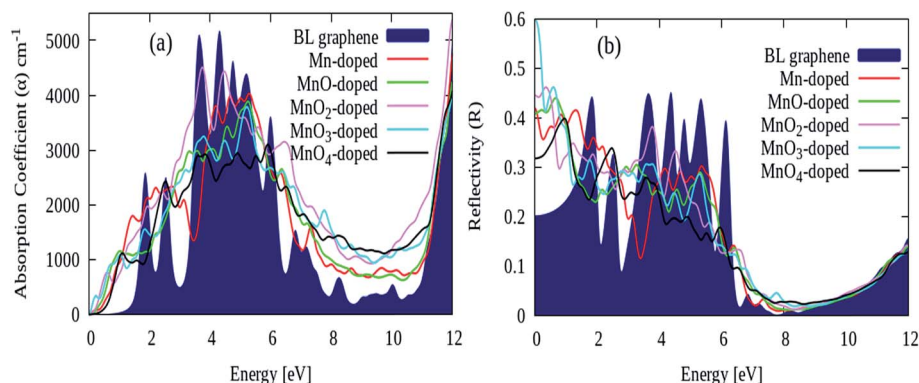 (a)
BL graphene
Mn-doped
MnO-doped
MnO₂-doped
MnO₃-doped
MnO₄-doped
Absorption Coefficient (α) cm⁻¹
5000
4000
3000
2000
1000
0
0 2 4 6 8 10 12
Energy [eV]
(b)
BL graphene
Mn-doped
MnO-doped
MnO₂-doped
MnO₃-doped
MnO₄-doped
Reflectivity (R)
0.6
0.5
0.4
0.3
0.2
0.1
0
0 2 4 6 8 10 12
Energy [eV]